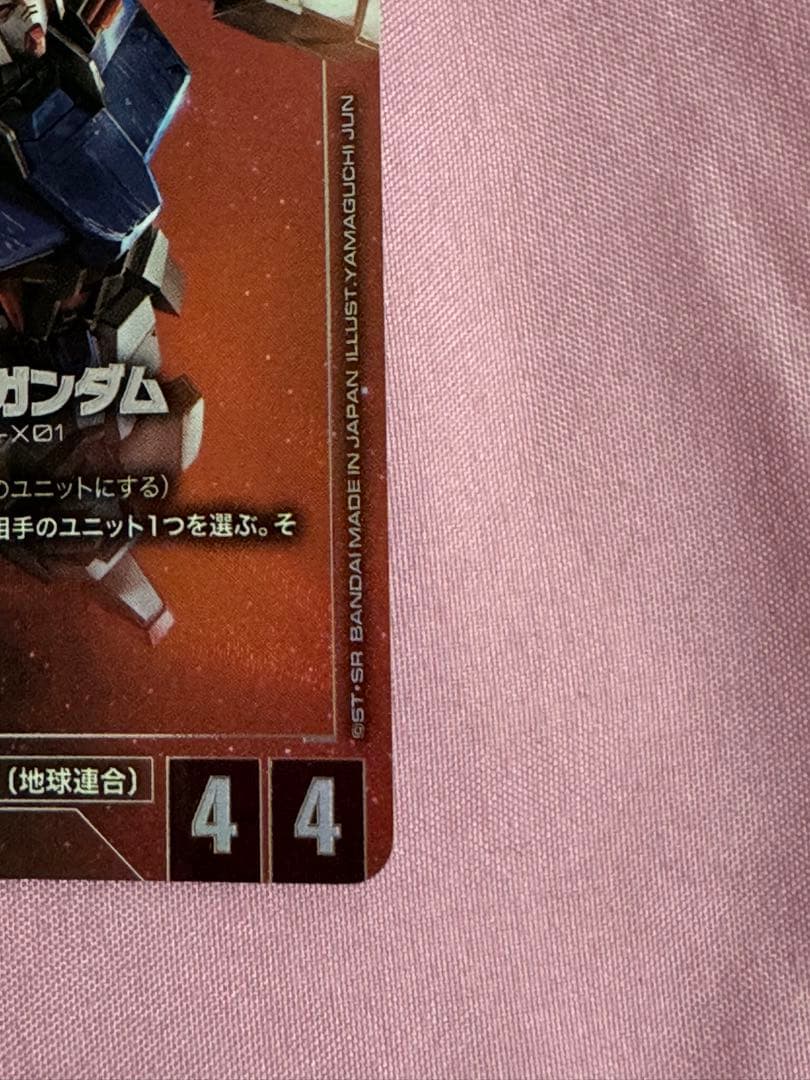 ガンダム
-X01
のユニットにする)
相手のユニット1つを選ぶ。そ
〔地球連合〕
4 4
©ST・SR BANDAI MADE IN JAPAN ILLUST.YAMAGUCHI JUN